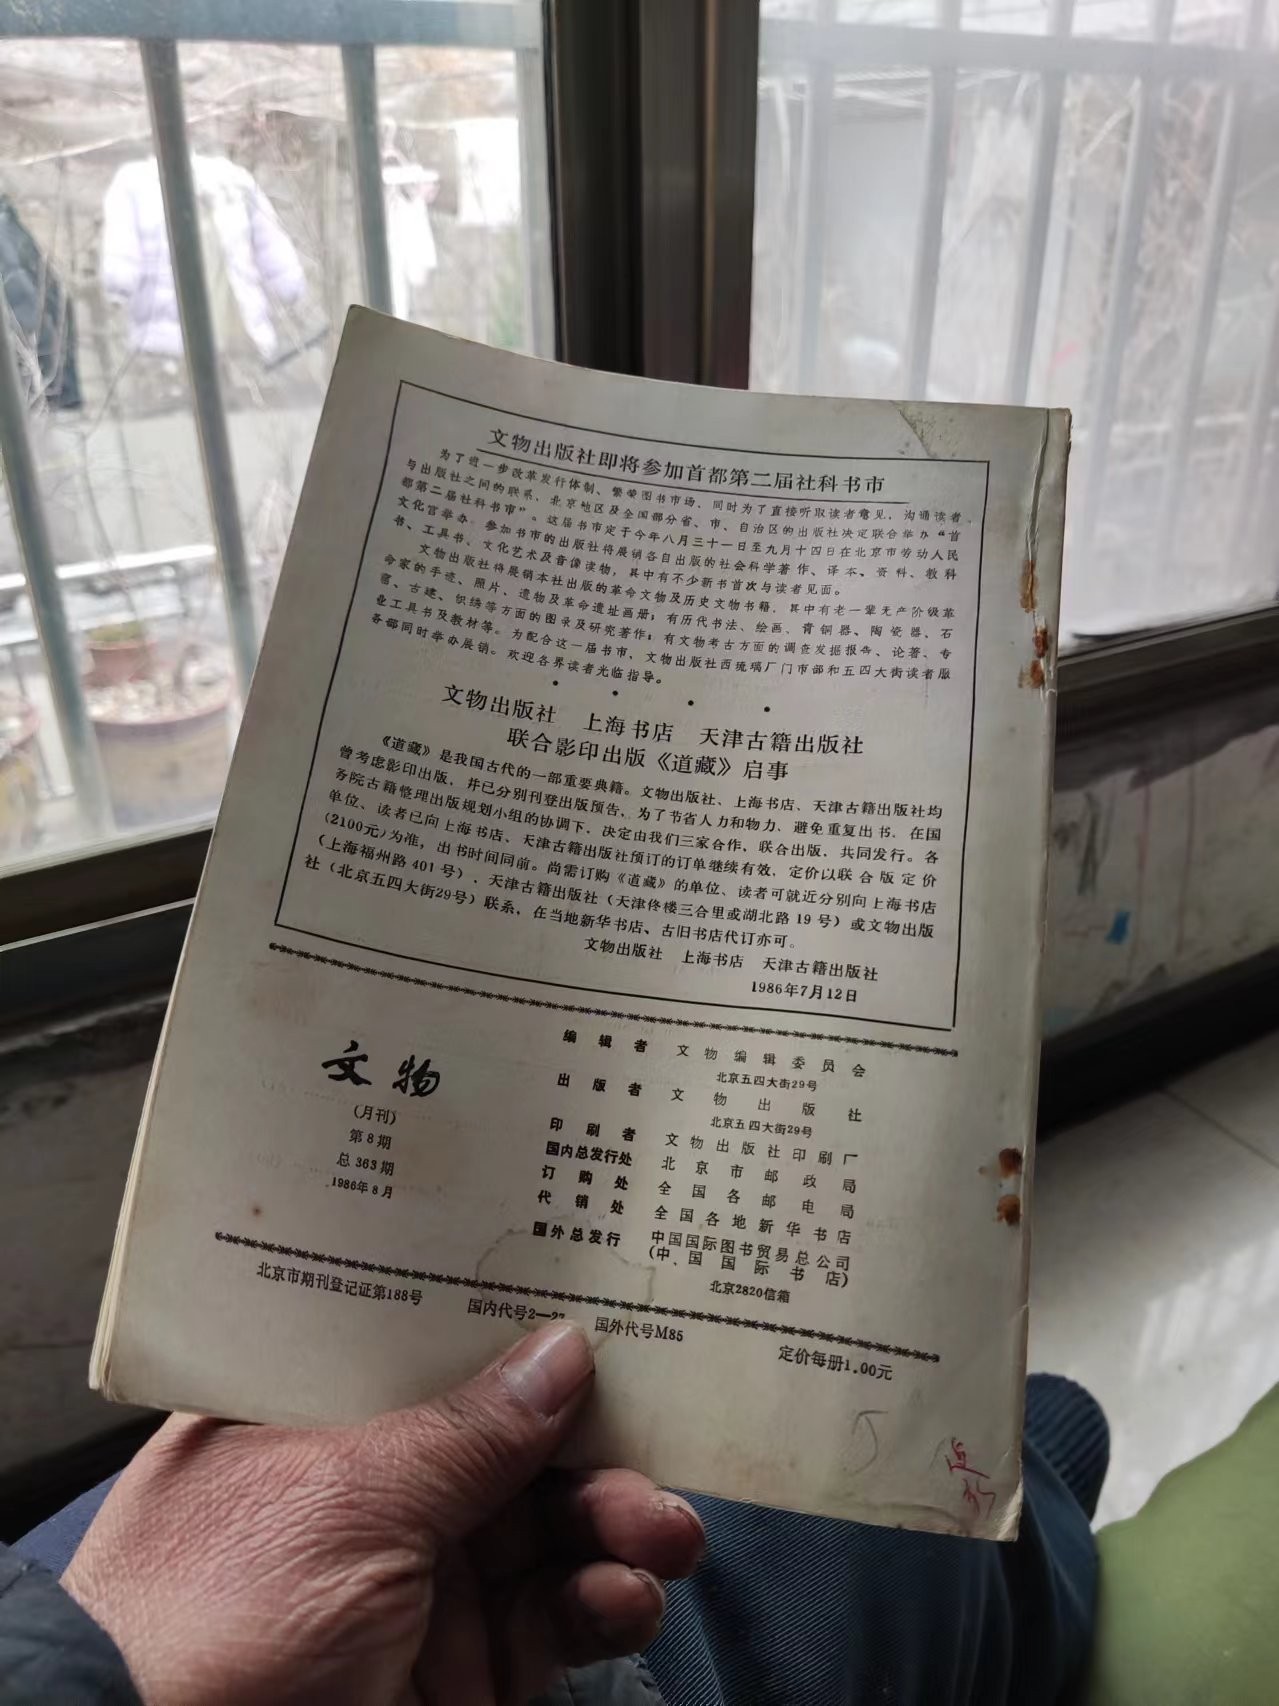 文物出版社即将参加首都第二届社科书市
为了进一步改革发行体制、繁荣图书市场、同时为了直接听取读者意见，沟通读者
与出版社之间的联系、北京地区及全国部分省、市、自治区的出版社决定联合举办“首
都第二届社科书市”。这届书市定于今年八月三十一日至九月十四日在北京市劳动人民
文化宫举办。参加书市的出版社将展销各自出版的社会科学著作、译本、资料、教科
书、工具书、文化艺术及音像读物，其中有不少新书首次与读者见面。
文物出版社将展销本社出版的革命文物及历史文物书籍，其中有老一辈无产阶级革
命家的手迹、照片、遗物及革命遗址画册；有历代书法、绘画、青铜器、陶瓷器、石
窟、古建、织绣等方面的图录及研究著作；有文物考古方面的调查发掘报告、论著、专
业工具书及教材等。为配合这一届书市，文物出版社西琉璃厂门市部和五四大街读者服
务部同时举办展销。欢迎各界读者光临指导。
文物出版社 上海书店 天津古籍出版社
联合影印出版《道藏》启事
《道藏》是我国古代的一部重要典籍。文物出版社、上海书店、天津古籍出版社均
曾考虑影印出版，并已分别刊登出版预告。为了节省人力和物力，避免重复出书，在国
务院古籍整理出版规划小组的协调下，决定由我们三家合作，联合出版，共同发行。各
单位、读者已向上海书店、天津古籍出版社预订的订单继续有效，定价以联合版定价
(2100元)为准，出书时间同前。尚需订购《道藏》的单位、读者可就近分别向上海书店
（上海福州路401号）、天津古籍出版社（天津佟楼三合里或湖北路19号）或文物出版
社（北京五四大街29号）联系，在当地新华书店、古旧书店代订亦可。
文物出版社 上海书店 天津古籍出版社
1986年7月12日
文物
（月刊）
第8期
总363期
1986年8月
编辑者 文物编辑委员会
北京五四大街29号
出版者 文物出版社
北京五四大街29号
印刷者 文物出版社印刷厂
国内总发行处 北京市邮政局
订购处 全国各邮电局
代销处 全国各地新华书店
国外总发行 中国国际图书贸易总公司
（中国国际书店）
北京2820信箱
北京市期刊登记证第188号 国内代号2—27 国外代号M85 定价每册1.00元